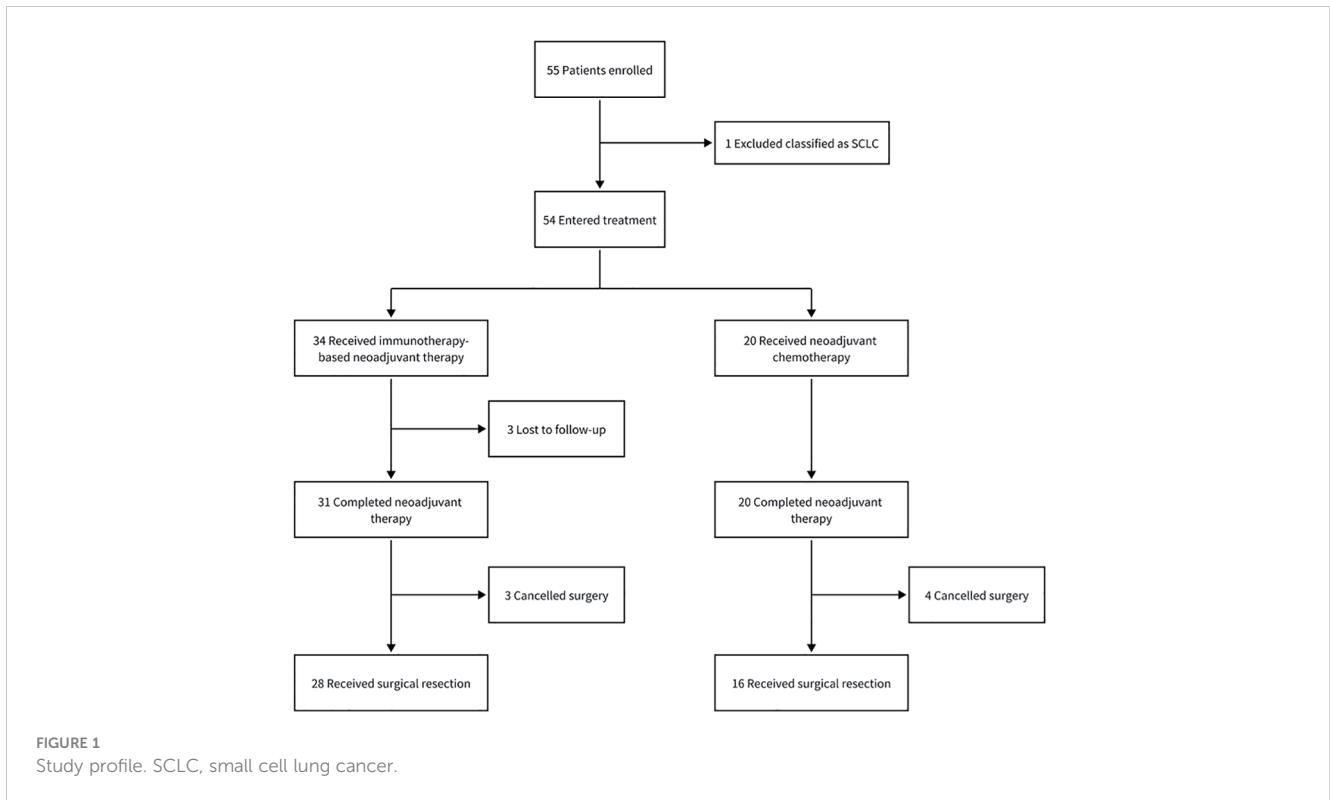 55 Patients enrolled
1 Excluded classified as SCLC
54 Entered treatment
34 Received immunotherapy-
based neoadjuvant therapy
20 Received neoadjuvant
chemotherapy
3 Lost to follow-up
31 Completed neoadjuvant
therapy
20 Completed neoadjuvant
therapy
3 Cancelled surgery
4 Cancelled surgery
28 Received surgical resection
16 Received surgical resection
FIGURE 1
Study profile. SCLC, small cell lung cancer.